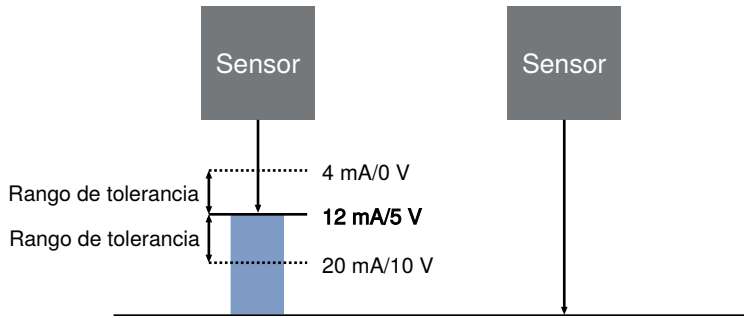 Sensor
Sensor
4 mA/0 V
Rango de tolerancia
12 mA/5 V
Rango de tolerancia
20 mA/10 V